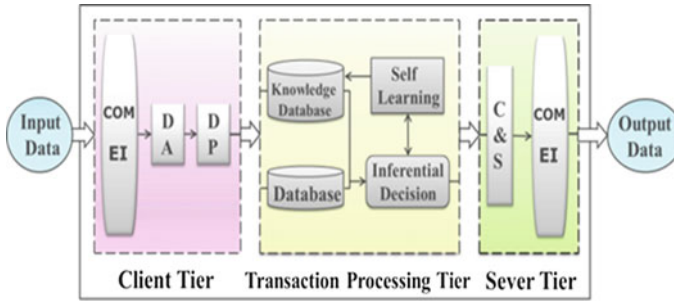 Input
Data
COM
EI
D
A
D
P
Knowledge
Database
Self
Learning
Database
Inferential
Decision
C
&
S
COM
EI
Output
Data
Client Tier
Transaction Processing Tier
Sever Tier